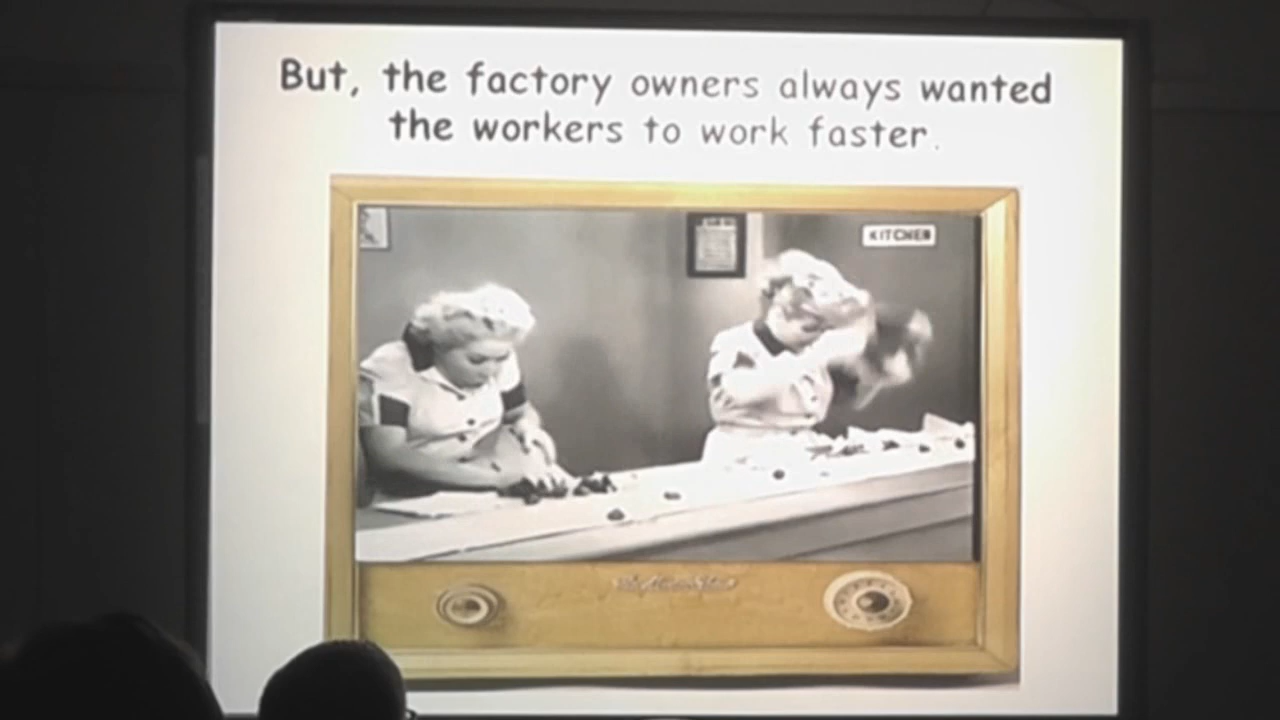 But, the factory owners always wanted
the workers to work faster.
KITCHEN